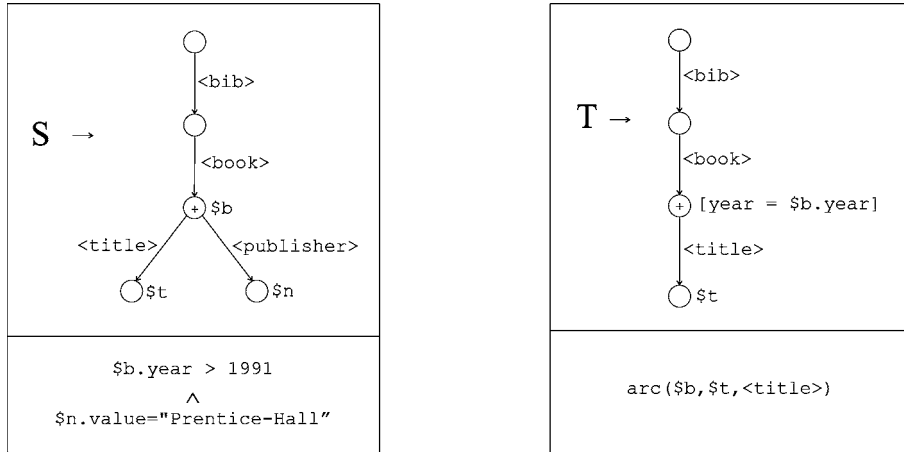 <bib>
S →
<book>
+ $b
<title> <publisher>
$t $n
$b.year > 1991
∧
$n.value="Prentice-Hall”
<bib>
T →
<book>
+ [year = $b.year]
<title>
$t
arc($b,$t,<title>)